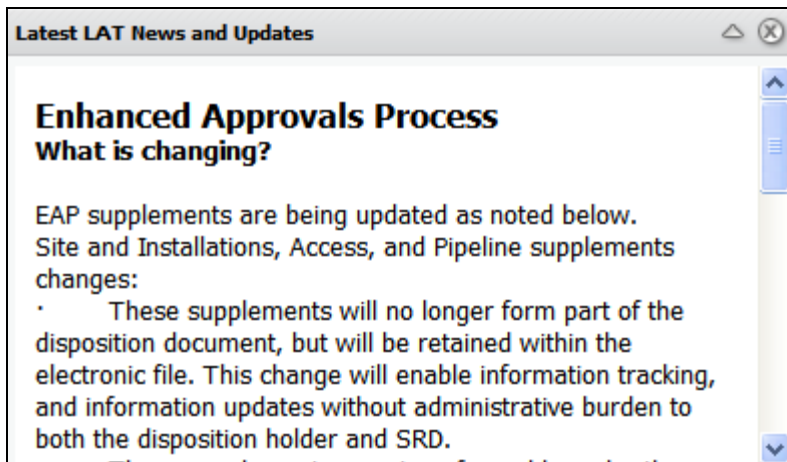 Latest LAT News and Updates
Enhanced Approvals Process
What is changing?
EAP supplements are being updated as noted below.
Site and Installations, Access, and Pipeline supplements
changes:
· These supplements will no longer form part of the
disposition document, but will be retained within the
electronic file. This change will enable information tracking,
and information updates without administrative burden to
both the disposition holder and SRD.